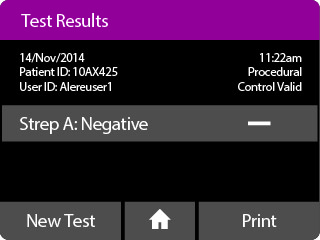 Test Results
14/Nov/2014 11:22am
Patient ID: 10AX425 Procedural
User ID: Alereuser1 Control Valid
Strep A: Negative —
New Test Print